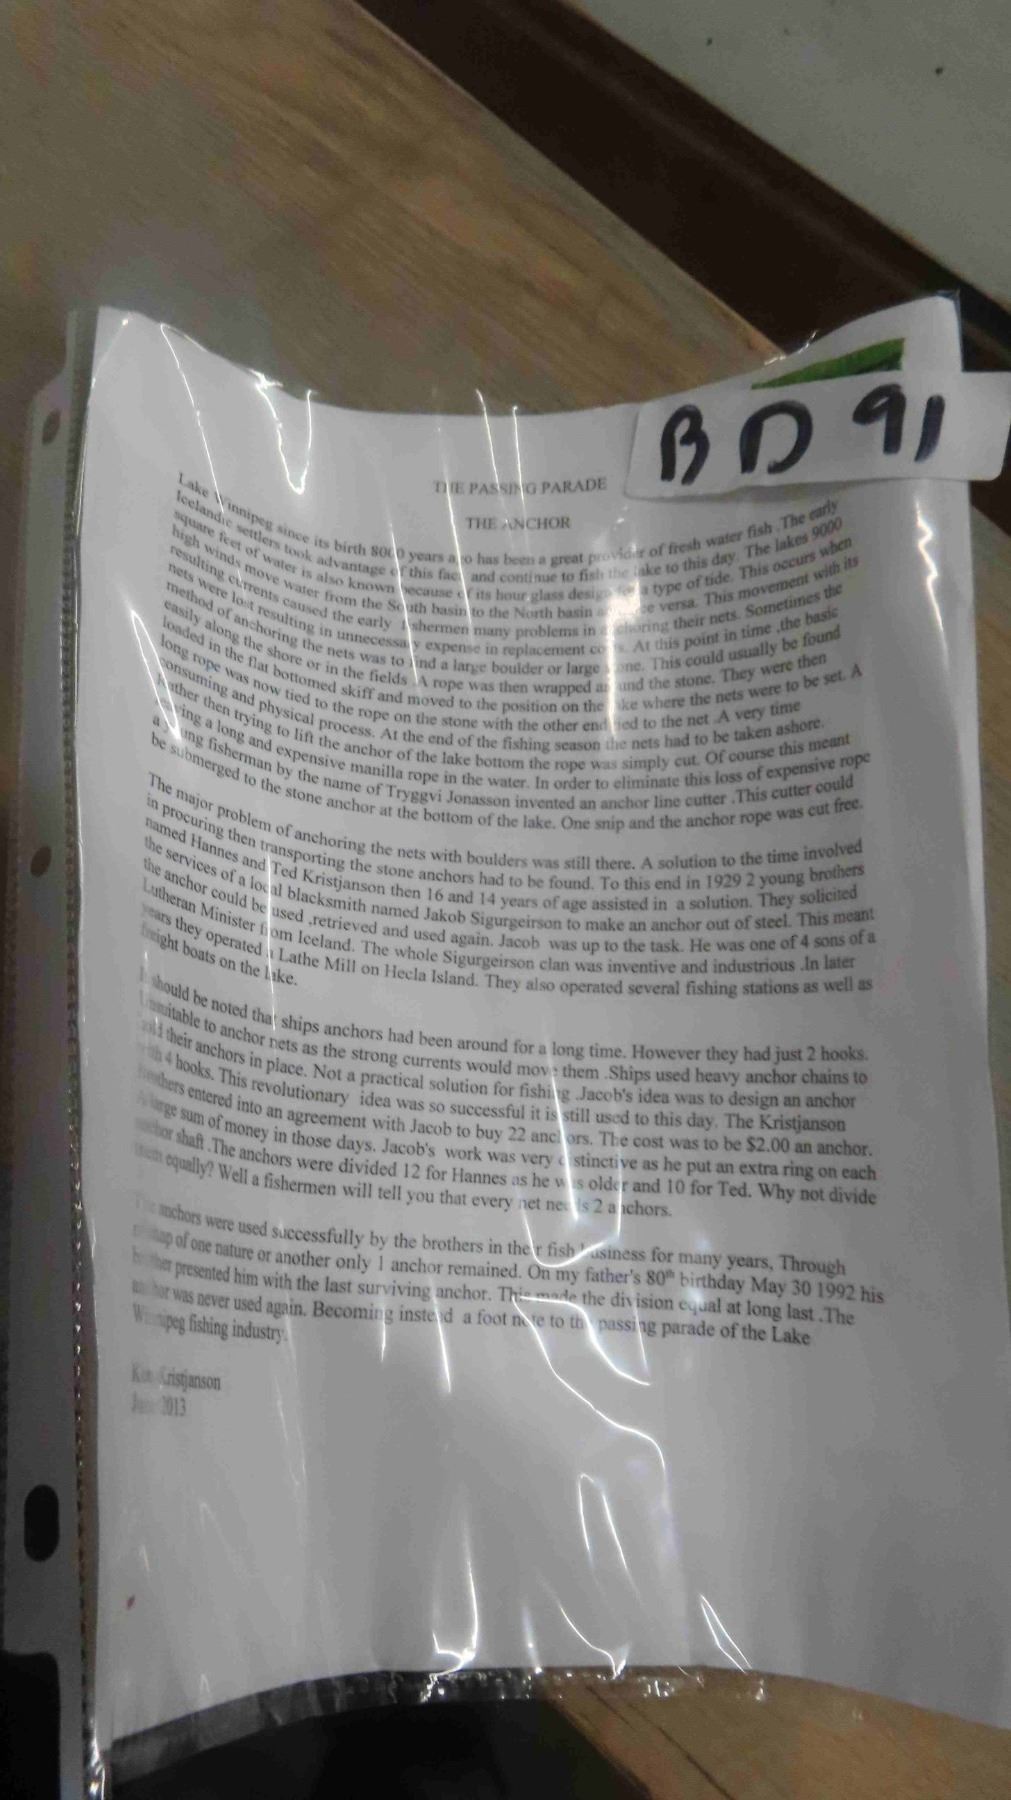 BD 91
THE PASSING PARADE
THE ANCHOR
Lake Winnipeg since its birth 8000 years ago has been a great provider of fresh water fish .The early
Icelandic settlers took advantage of this fact and continue to fish the lake to this day. The lakes 9000
square feet of water is also known because of its hour glass design for a type of tide. This occurs when
high winds move water from the South basin to the North basin and vice versa. This movement with its
resulting currents caused the early fishermen many problems in anchoring their nets. Sometimes the
nets were lost resulting in unnecessary expense in replacement costs. At this point in time ,the basic
method of anchoring the nets was to find a large boulder or large stone. This could usually be found
easily along the shore or in the fields .A rope was then wrapped around the stone. They were then
loaded in the flat bottomed skiff and moved to the position on the lake where the nets were to be set. A
long rope was now tied to the rope on the stone with the other end tied to the net .A very time
consuming and physical process. At the end of the fishing season the nets had to be taken ashore.
Rather then trying to lift the anchor of the lake bottom the rope was simply cut. Of course this meant
leaving a long and expensive manilla rope in the water. In order to eliminate this loss of expensive rope
a young fisherman by the name of Tryggvi Jonasson invented an anchor line cutter .This cutter could
be submerged to the stone anchor at the bottom of the lake. One snip and the anchor rope was cut free.
The major problem of anchoring the nets with boulders was still there. A solution to the time involved
in procuring then transporting the stone anchors had to be found. To this end in 1929 2 young brothers
named Hannes and Ted Kristjanson then 16 and 14 years of age assisted in a solution. They solicited
the services of a local blacksmith named Jakob Sigurgeirson to make an anchor out of steel. This meant
the anchor could be used ,retrieved and used again. Jacob was up to the task. He was one of 4 sons of a
Lutheran Minister from Iceland. The whole Sigurgeirson clan was inventive and industrious .In later
years they operated a Lathe Mill on Hecla Island. They also operated several fishing stations as well as
freight boats on the lake.
It should be noted that ships anchors had been around for a long time. However they had just 2 hooks.
Unsuitable to anchor nets as the strong currents would move them .Ships used heavy anchor chains to
hold their anchors in place. Not a practical solution for fishing .Jacob's idea was to design an anchor
with 4 hooks. This revolutionary idea was so successful it is still used to this day. The Kristjanson
Brothers entered into an agreement with Jacob to buy 22 anchors. The cost was to be $2.00 an anchor.
A large sum of money in those days. Jacob's work was very distinctive as he put an extra ring on each
anchor shaft .The anchors were divided 12 for Hannes as he was older and 10 for Ted. Why not divide
them equally? Well a fishermen will tell you that every net needs 2 anchors.
The anchors were used successfully by the brothers in their fish business for many years, Through
mishap of one nature or another only 1 anchor remained. On my father's 80th birthday May 30 1992 his
brother presented him with the last surviving anchor. This made the division equal at long last .The
anchor was never used again. Becoming instead a foot note to the passing parade of the Lake
Winnipeg fishing industry.
Kristjanson
2013